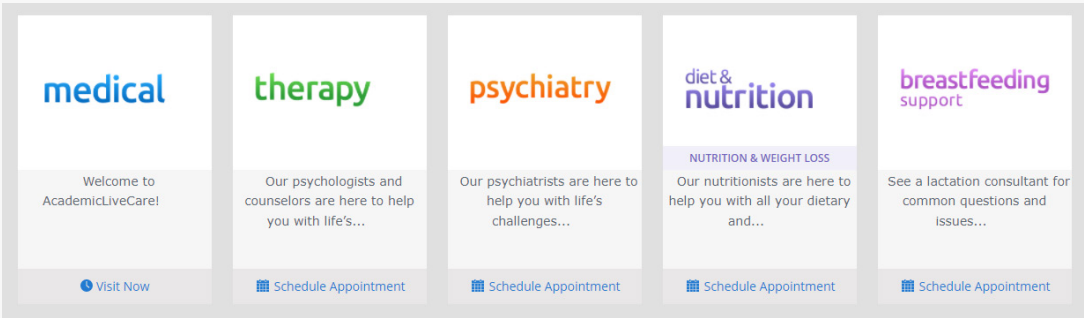 medical
Welcome to
AcademicLiveCare!
Visit Now
therapy
Our psychologists and
counselors are here to help
you with life’s...
Schedule Appointment
psychiatry
Our psychiatrists are here to
help you with life’s
challenges...
Schedule Appointment
diet &
nutrition
NUTRITION & WEIGHT LOSS
Our nutritionists are here to
help you with all your dietary
and...
Schedule Appointment
breastfeeding
support
See a lactation consultant for
common questions and
issues...
Schedule Appointment